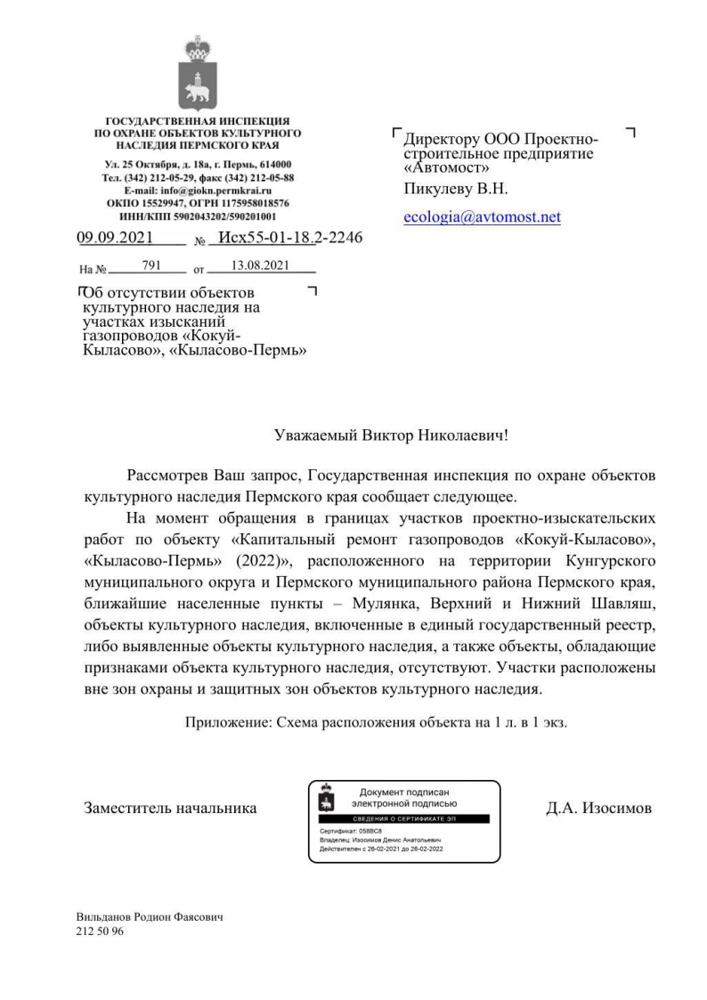 ГОСУДАРСТВЕННАЯ ИНСПЕКЦИЯ
ПО ОХРАНЕ ОБЪЕКТОВ КУЛЬТУРНОГО
НАСЛЕДИЯ ПЕРМСКОГО КРАЯ
Ул. 25 Октября, д. 18а, г. Пермь, 614000
Тел. (342) 212-05-29, факс (342) 212-05-88
E-mail: info@giokn.permkrai.ru
ОКПО 15529947, ОГРН 1175958018576
ИНН/КПП 5902043202/590201001
09.09.2021 № Исх55-01-18.2-2246
На № 791 от 13.08.2021
Об отсутствии объектов
культурного наследия на
участках изысканий
газопроводов «Кокуй-
Кыласово», «Кыласово-Пермь»
Директору ООО Проектно-
строительное предприятие
«Автомост»
Пикулеву В.Н.
ecologia@avtomost.net
Уважаемый Виктор Николаевич!
Рассмотрев Ваш запрос, Государственная инспекция по охране объектов
культурного наследия Пермского края сообщает следующее.
На момент обращения в границах участков проектно-изыскательских
работ по объекту «Капитальный ремонт газопроводов «Кокуй-Кыласово»,
«Кыласово-Пермь» (2022)», расположенного на территории Кунгурского
муниципального округа и Пермского муниципального района Пермского края,
ближайшие населенные пункты – Мулянка, Верхний и Нижний Шавляш,
объекты культурного наследия, включенные в единый государственный реестр,
либо выявленные объекты культурного наследия, а также объекты, обладающие
признаками объекта культурного наследия, отсутствуют. Участки расположены
вне зон охраны и защитных зон объектов культурного наследия.
Приложение: Схема расположения объекта на 1 л. в 1 экз.
Заместитель начальника
Документ подписан
электронной подписью
СВЕДЕНИЯ О СЕРТИФИКАТЕ ЭП
Сертификат: 058BC8
Владелец: Изосимов Денис Анатольевич
Действителен с 26-02-2021 до 26-02-2022
Д.А. Изосимов
Вильданов Родион Фаясович
212 50 96